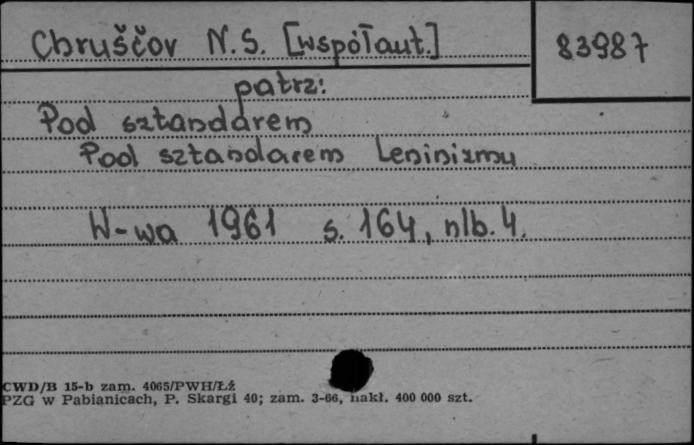 Chruščov N.S. [współaut.]
83987
patrz:
Pod sztandarem
Pod sztandarem Leninizmu
W-wa 1961 s. 164, nlb. 4.
CWD/B 15-b zam. 4065/PWH/Łź
PZG w Pabianicach, P. Skargi 40; zam. 3-66, nakł. 400 000 szt.